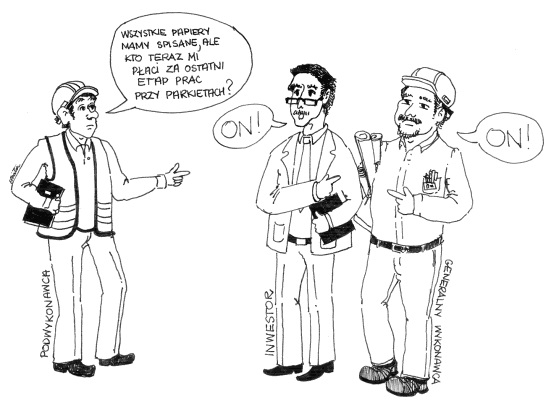 WSZYSTKIE PAPIERY
MAMY SPISANE, ALE
KTO TERAZ MI
PŁACI ZA OSTATNI
ETAP PRAC
PRZY PARKIETACH?
ON!
ON!
PODWYKONAWCA
INWESTOR
GENERALNY WYKONAWCA